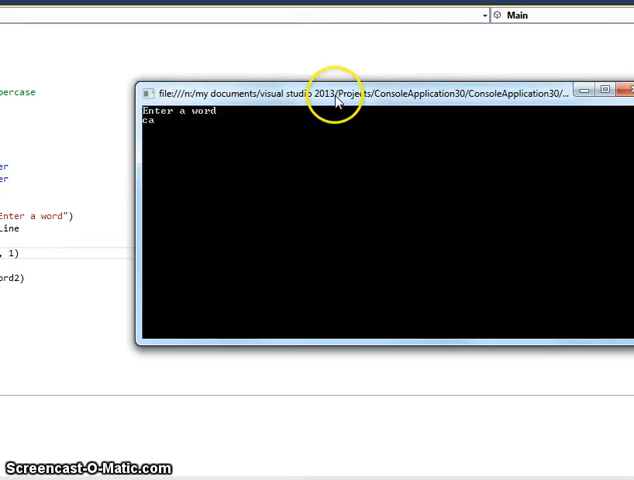 Main
percase
file:///n:/my documents/visual studio 2013/Projects/ConsoleApplication30/ConsoleApplication30/...
Enter a word
ca
er
er
Enter a word")
Line
, 1)
ord2)
Screencast-O-Matic.com